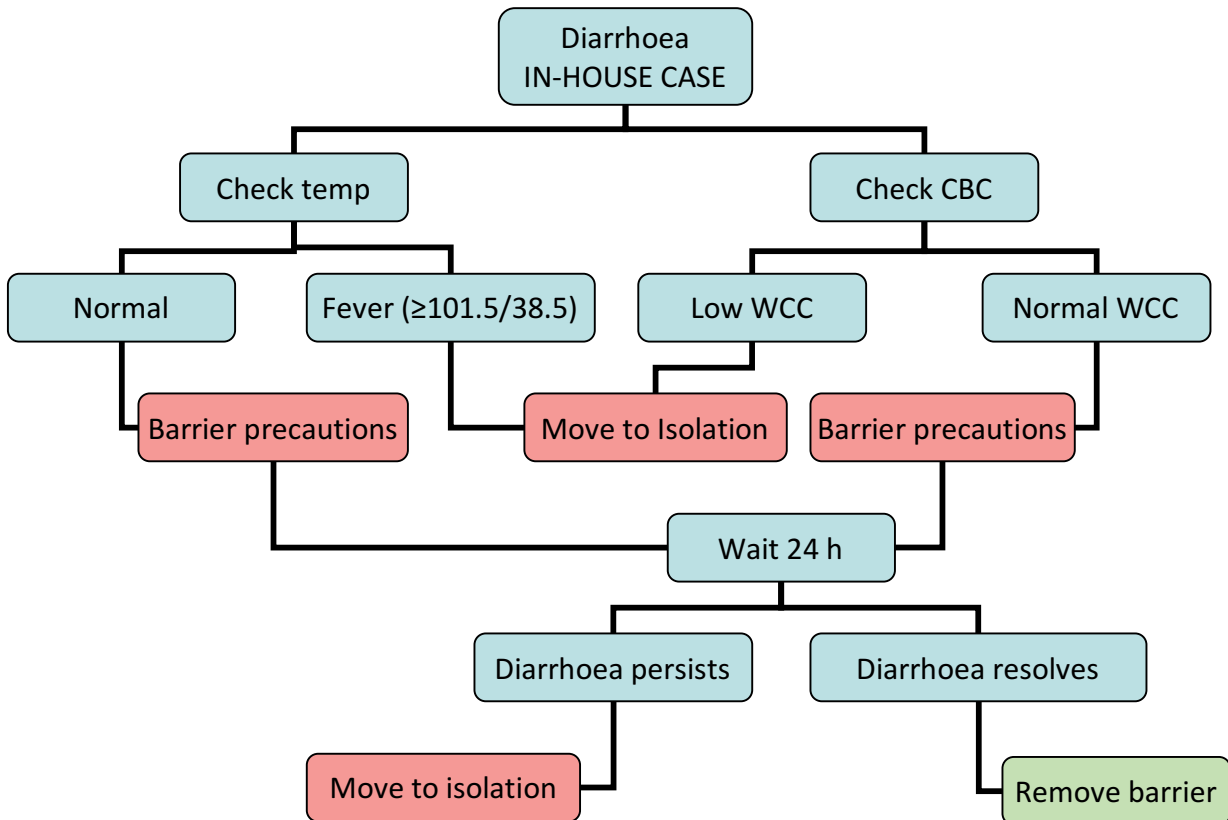 Diarrhoea
IN-HOUSE CASE
Check temp
Check CBC
Normal
Fever (≥101.5/38.5)
Low WCC
Normal WCC
Barrier precautions
Move to Isolation
Barrier precautions
Wait 24 h
Diarrhoea persists
Diarrhoea resolves
Move to isolation
Remove barrier